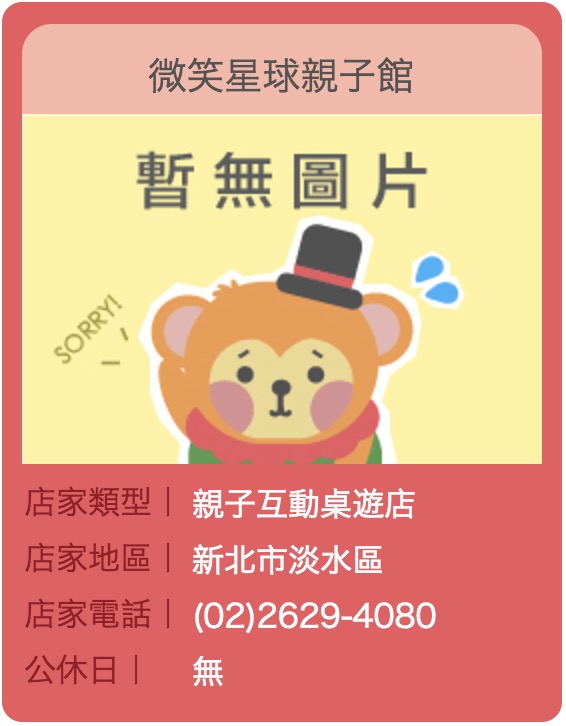 微笑星球親子館
暫無圖片
SORRY!
店家類型｜ 親子互動桌遊店
店家地區｜ 新北市淡水區
店家電話｜ (02)2629-4080
公休日｜ 無